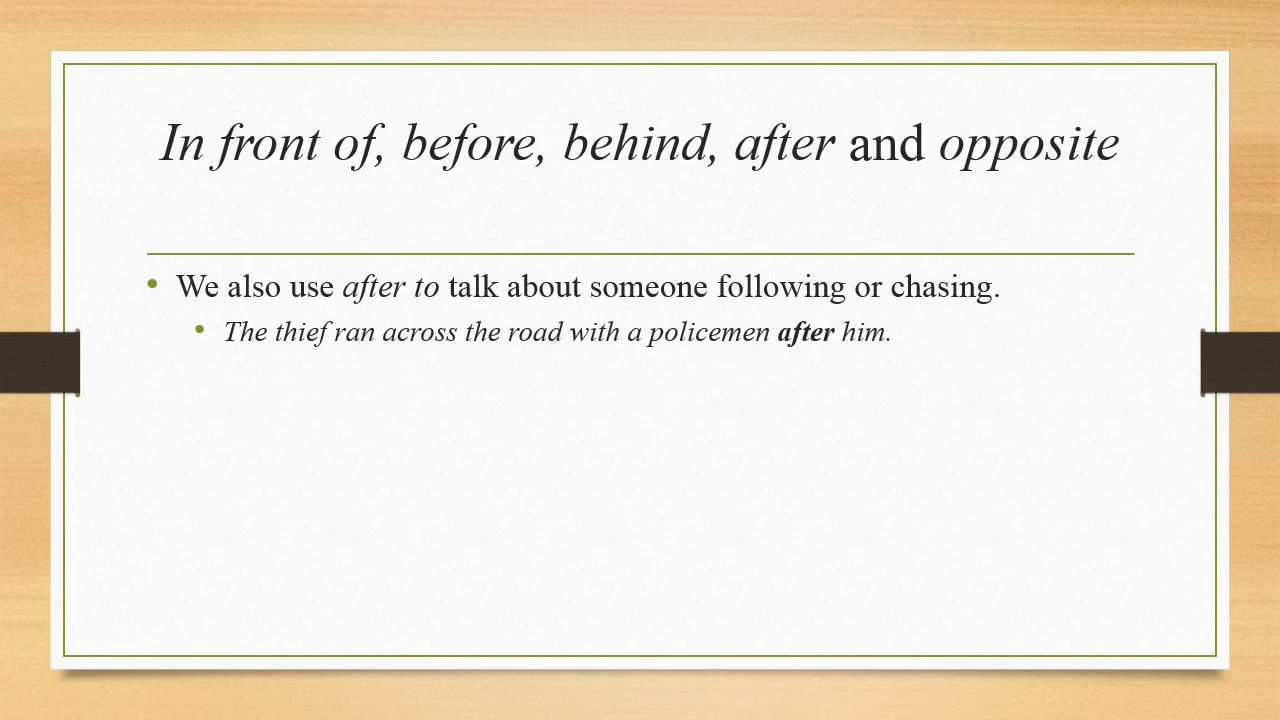 In front of, before, behind, after and opposite
We also use after to talk about someone following or chasing.
The thief ran across the road with a policemen after him.